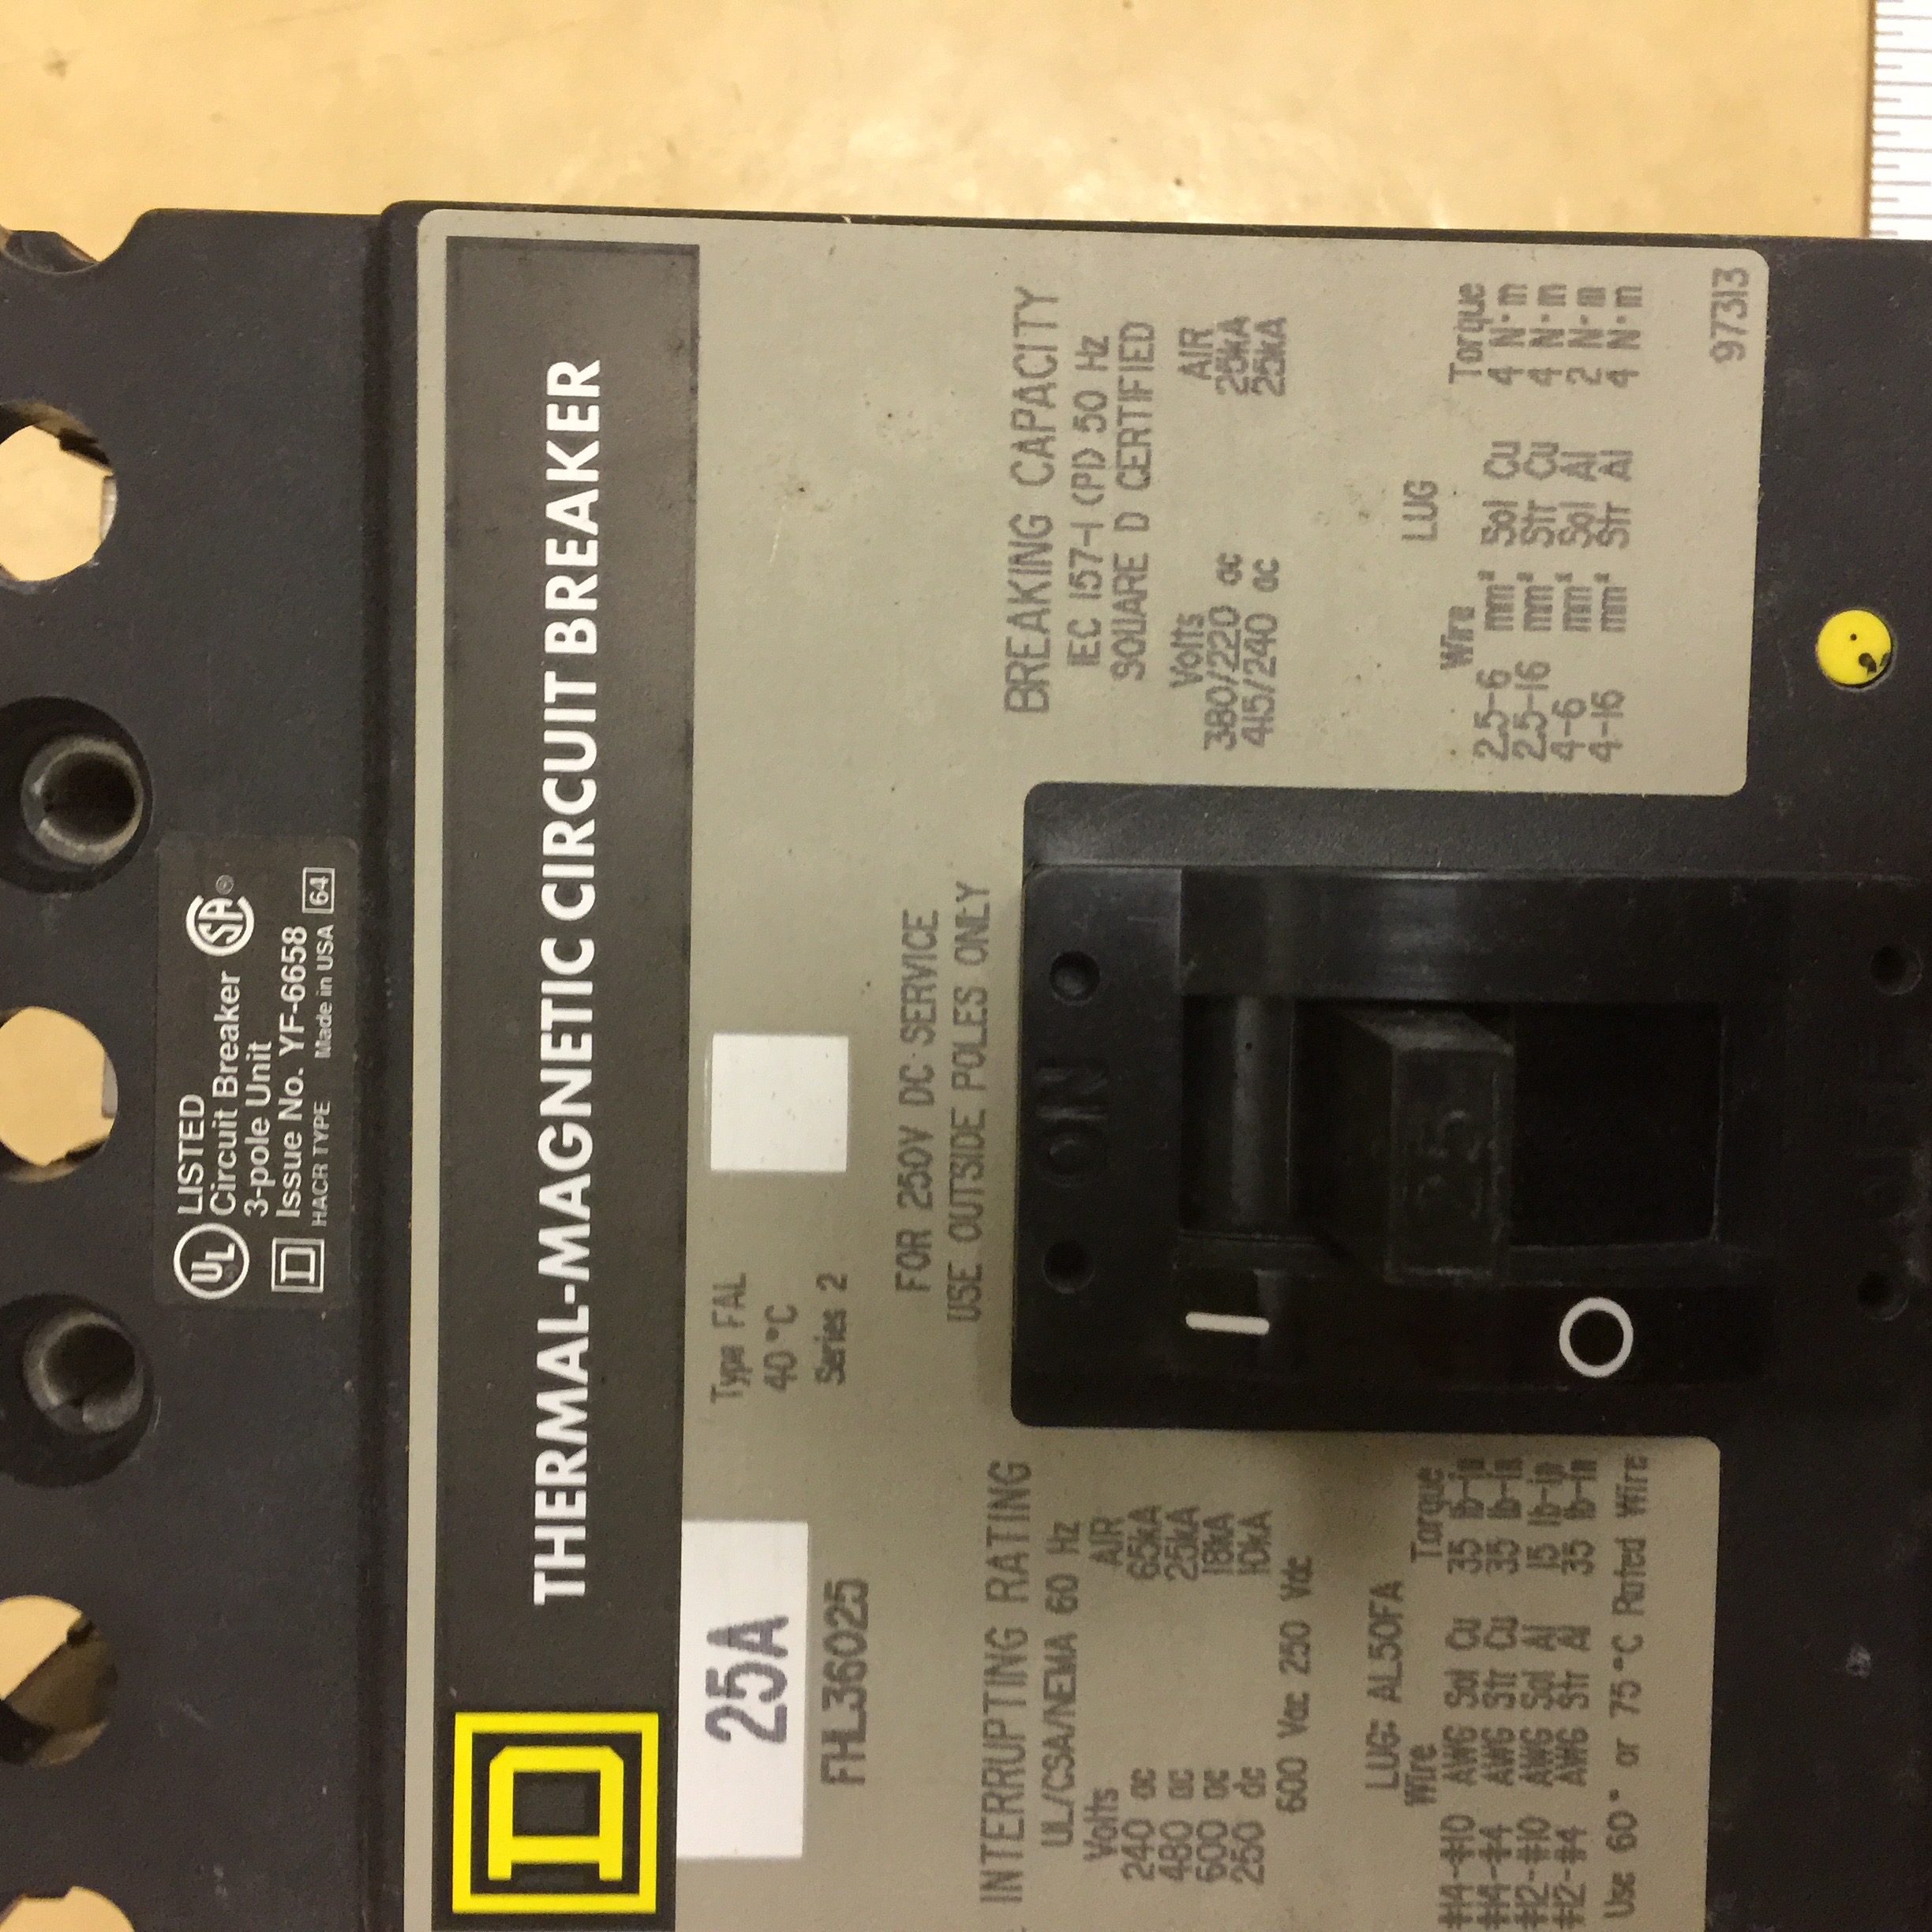 UL LISTED SA ®
Circuit Breaker
3-pole Unit
D Issue No. YF-6658
HACR TYPE Made in USA 64
D THERMAL-MAGNETIC CIRCUIT BREAKER
25A
FHL36025
Type FAL
40°C
Series 2
FOR 250V DC SERVICE
USE OUTSIDE POLES ONLY
INTERRUPTING RATING
UL/CSA/NEMA 60 Hz
Volts AIR
240 ac 65kA
480 ac 25kA
600 ac 18kA
250 dc 10kA
600 Vac 250 Vdc
LUG: AL50FA
Wire Torque
#14-#10 AWG Sol Cu 35 lb-in
#14-#4 AWG Str Cu 35 lb-in
#12-#10 AWG Sol Al 15 lb-in
#12-#4 AWG Str Al 35 lb-in
Use 60° or 75°C Rated Wire
BREAKING CAPACITY
IEC 157-1 (PI) 50 Hz
SQUARE D CERTIFIED
Volts AIR
380/220 ac 25kA
415/240 ac 25kA
LUG
Wire Torque
2.5-6 mm² Sol Cu 4 N·m
2.5-16 mm² Str Cu 4 N·m
4-6 mm² Sol Al 2 N·m
4-16 mm² Str Al 4 N·m
97313
ON
I
25
O